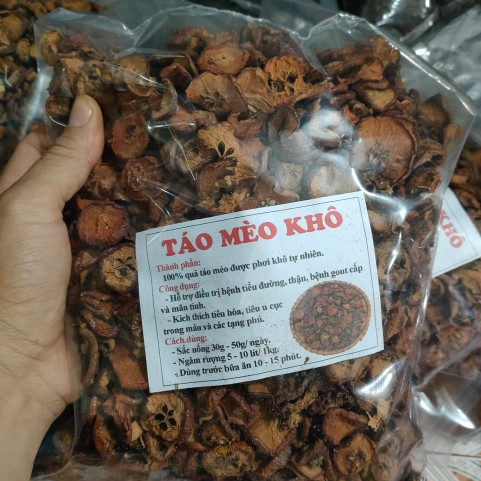 TÁO MÈO KHÔ
Thành phần:
100% quả táo mèo được phơi khô tự nhiên.
Công dụng:
- Hỗ trợ điều trị bệnh tiểu đường, thận, bệnh gout cấp
và mãn tính.
- Kích thích tiêu hóa, tiêu u cục
trong máu và các tạng phủ.
Cách dùng:
- Sắc uống 30g - 50g/ ngày.
- Ngâm rượu 5 - 10 lít/ 1kg.
- Dùng trước bữa ăn 10 - 15 phút.
KHÔ